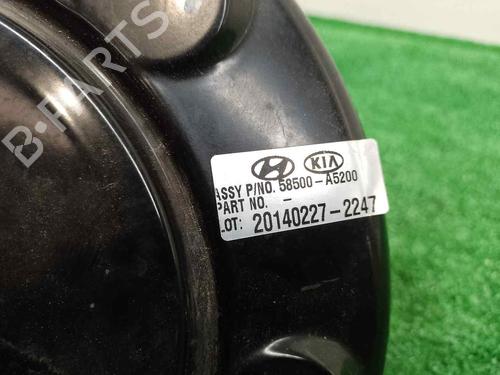 B-PARTS
KIA
ASSY P/NO. 58500-A5200
PART NO. -
LOT: 20140227-2247